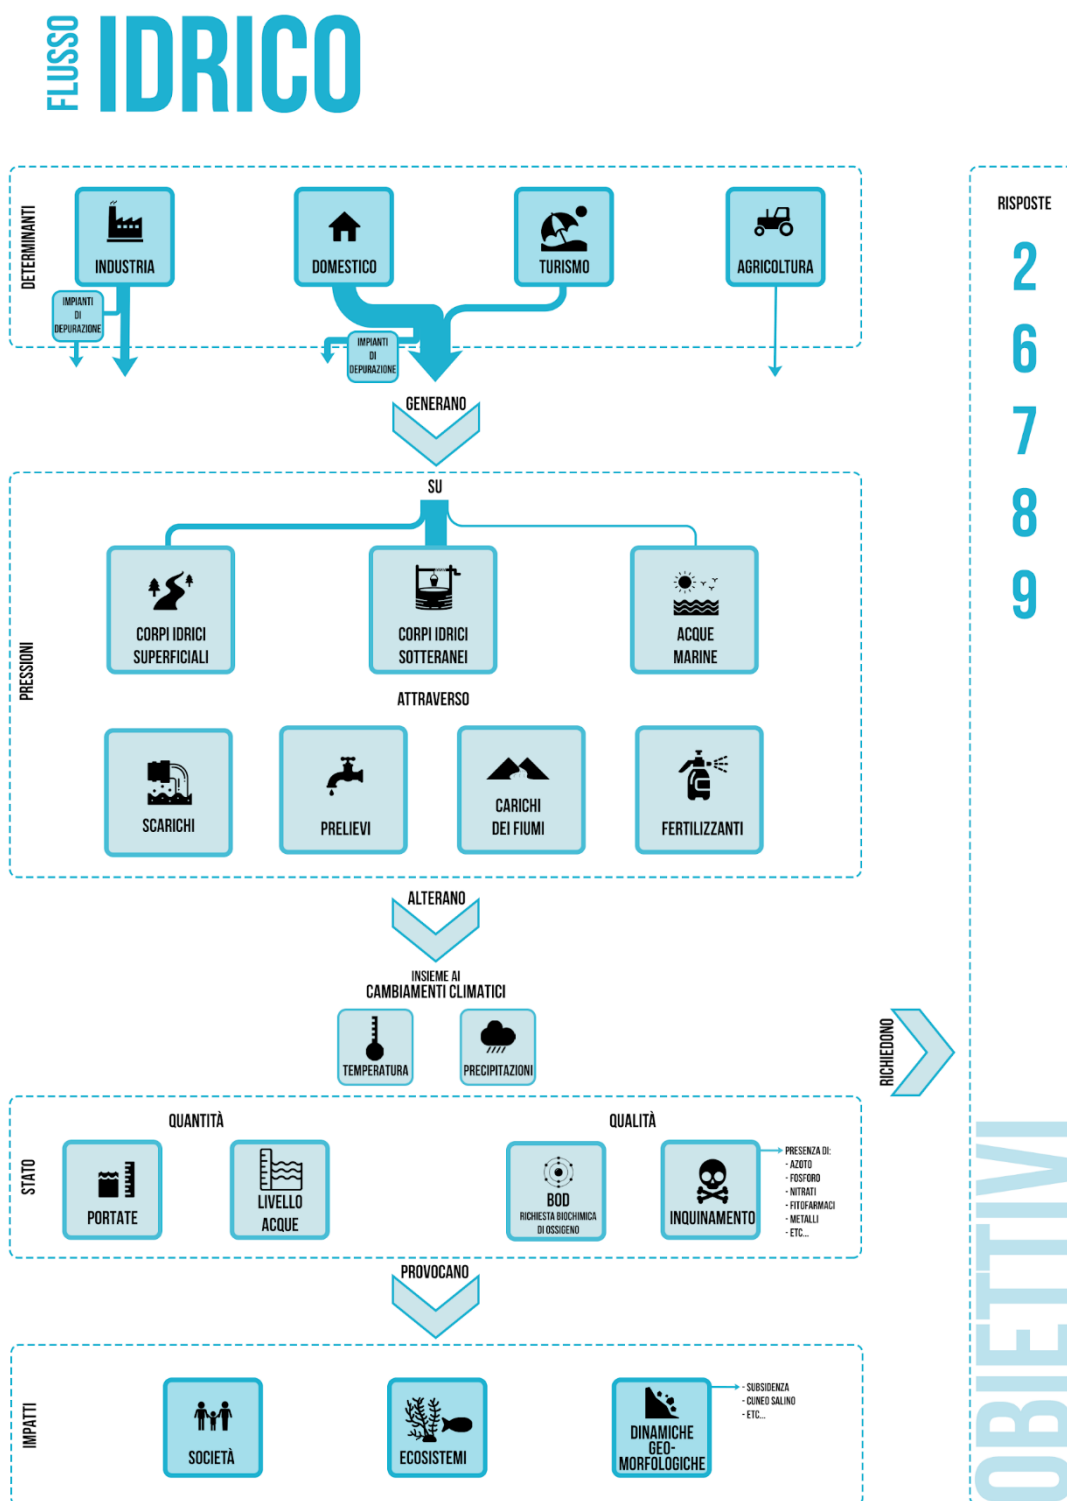 FLUSSO
IDRICO
DETERMINANTI
INDUSTRIA
DOMESTICO
TURISMO
AGRICOLTURA
IMPIANTI
DI
DEPURAZIONE
IMPIANTI
DI
DEPURAZIONE
GENERANO
PRESSIONI
SU
CORPI IDRICI
SUPERFICIALI
CORPI IDRICI
SOTTERANEI
ACQUE
MARINE
ATTRAVERSO
SCARICHI
PRELIEVI
CARICHI
DEI FIUMI
FERTILIZZANTI
ALTERANO
INSIEME AI
CAMBIAMENTI CLIMATICI
TEMPERATURA
PRECIPITAZIONI
STATO
QUANTITÀ
QUALITÀ
PORTATE
LIVELLO
ACQUE
BOD
RICHIESTA BIOCHIMICA
DI OSSIGENO
INQUINAMENTO
PRESENZA DI:
- AZOTO
- FOSFORO
- NITRATI
- FITOFARMACI
- METALLI
- ETC...
PROVOCANO
IMPATTI
SOCIETÀ
ECOSISTEMI
DINAMICHE
GEO-
MORFOLOGICHE
- SUBSIDENZA
- CUNEO SALINO
- ETC...
RICHIEDONO
RISPOSTE
2
6
7
8
9
OBIETTIVI